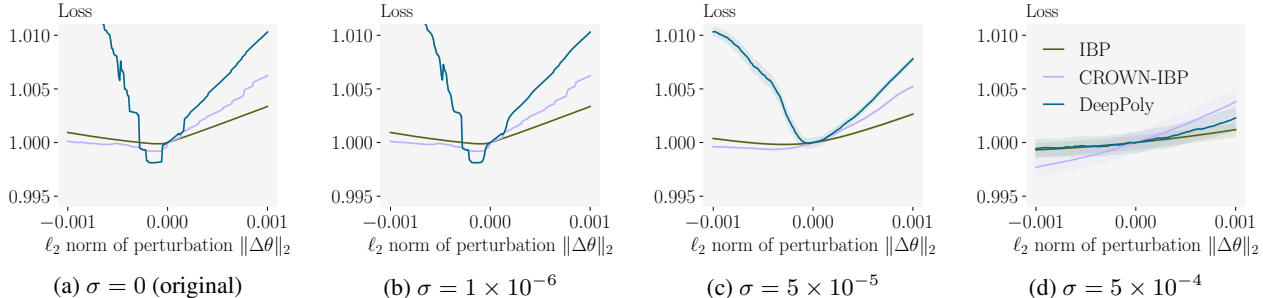 Loss
1.010
1.005
1.000
0.995
−0.001 0.000 0.001
ℓ₂ norm of perturbation ‖Δθ‖₂
(a) σ = 0 (original)
Loss
1.010
1.005
1.000
0.995
−0.001 0.000 0.001
ℓ₂ norm of perturbation ‖Δθ‖₂
(b) σ = 1 × 10⁻⁶
Loss
1.010
1.005
1.000
0.995
−0.001 0.000 0.001
ℓ₂ norm of perturbation ‖Δθ‖₂
(c) σ = 5 × 10⁻⁵
Loss
1.010
1.005
1.000
0.995
IBP
CROWN-IBP
DeepPoly
−0.001 0.000 0.001
ℓ₂ norm of perturbation ‖Δθ‖₂
(d) σ = 5 × 10⁻⁴